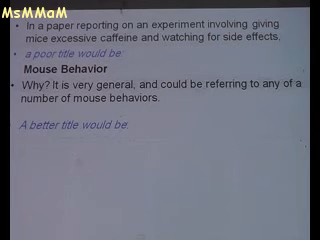 MsMMaM
• In a paper reporting on an experiment involving giving
mice excessive caffeine and watching for side effects,
• a poor title would be:
Mouse Behavior
• Why? It is very general, and could be referring to any of a
number of mouse behaviors.
A better title would be: